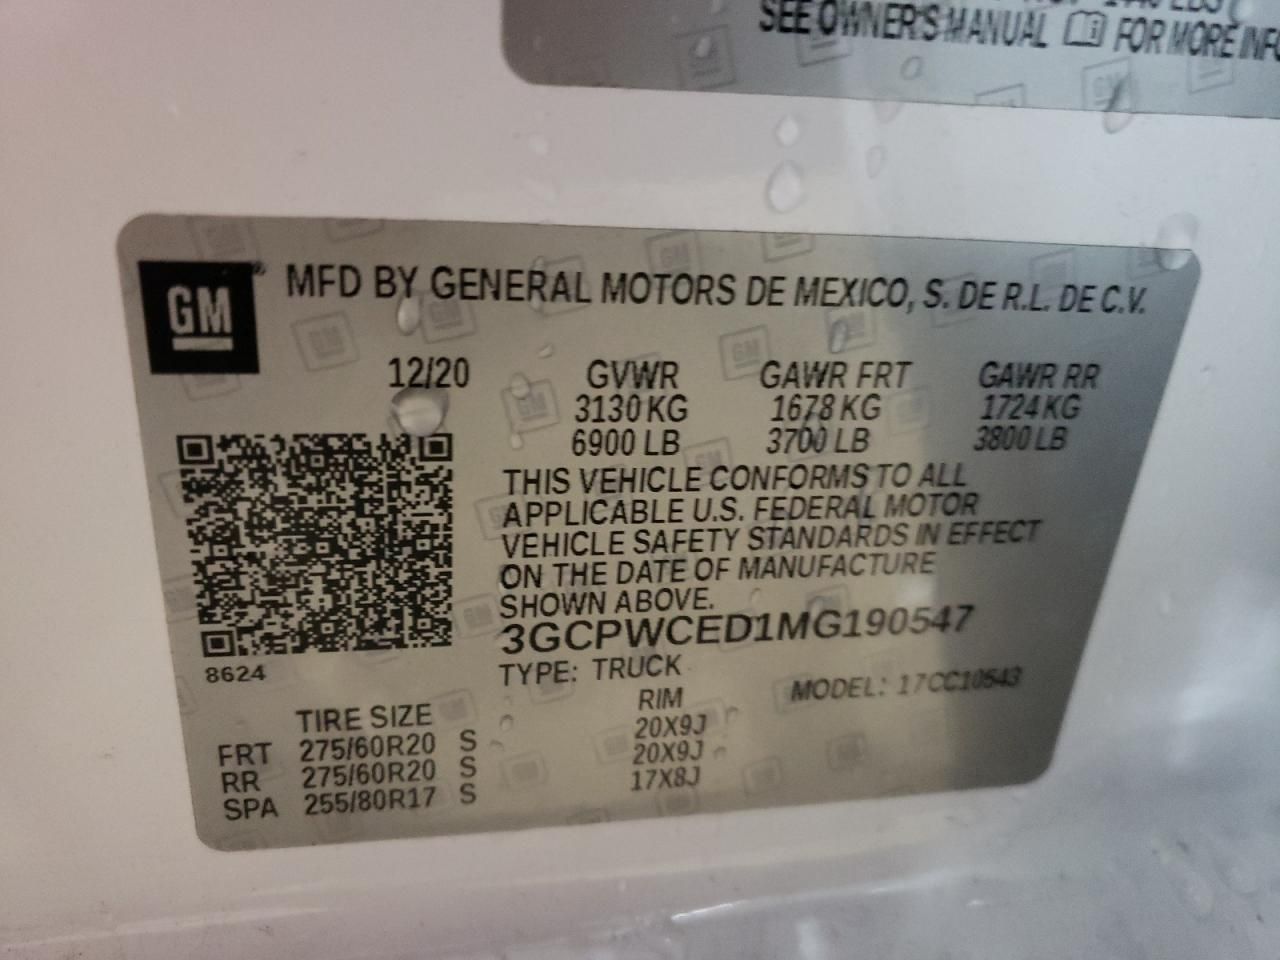 SEE OWNER'S MANUAL FOR MORE INFO
GM
MFD BY GENERAL MOTORS DE MEXICO, S. DE R.L. DE C.V.
12/20 GVWR GAWR FRT GAWR RR
3130 KG 1678 KG 1724 KG
6900 LB 3700 LB 3800 LB
THIS VEHICLE CONFORMS TO ALL
APPLICABLE U.S. FEDERAL MOTOR
VEHICLE SAFETY STANDARDS IN EFFECT
ON THE DATE OF MANUFACTURE
SHOWN ABOVE.
3GCPWCED1MG190547
8624
TYPE: TRUCK MODEL: 17CC10543
TIRE SIZE RIM
FRT 275/60R20 S 20X9J
RR 275/60R20 S 20X9J
SPA 255/80R17 S 17X8J